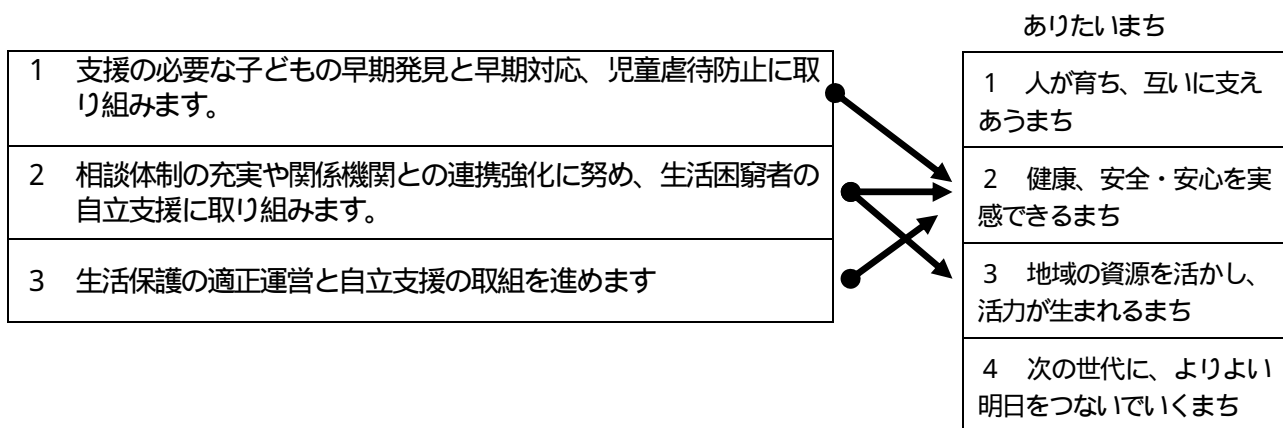 ありたいまち
1 支援の必要な子どもの早期発見と早期対応、児童虐待防止に取
り組みます。
2 相談体制の充実や関係機関との連携強化に努め、生活困窮者の
自立支援に取り組みます。
3 生活保護の適正運営と自立支援の取組を進めます
1 人が育ち、互いに支え
あうまち
2 健康、安全・安心を実
感できるまち
3 地域の資源を活かし、
活力が生まれるまち
4 次の世代に、よりよい
明日をつないでいくまち